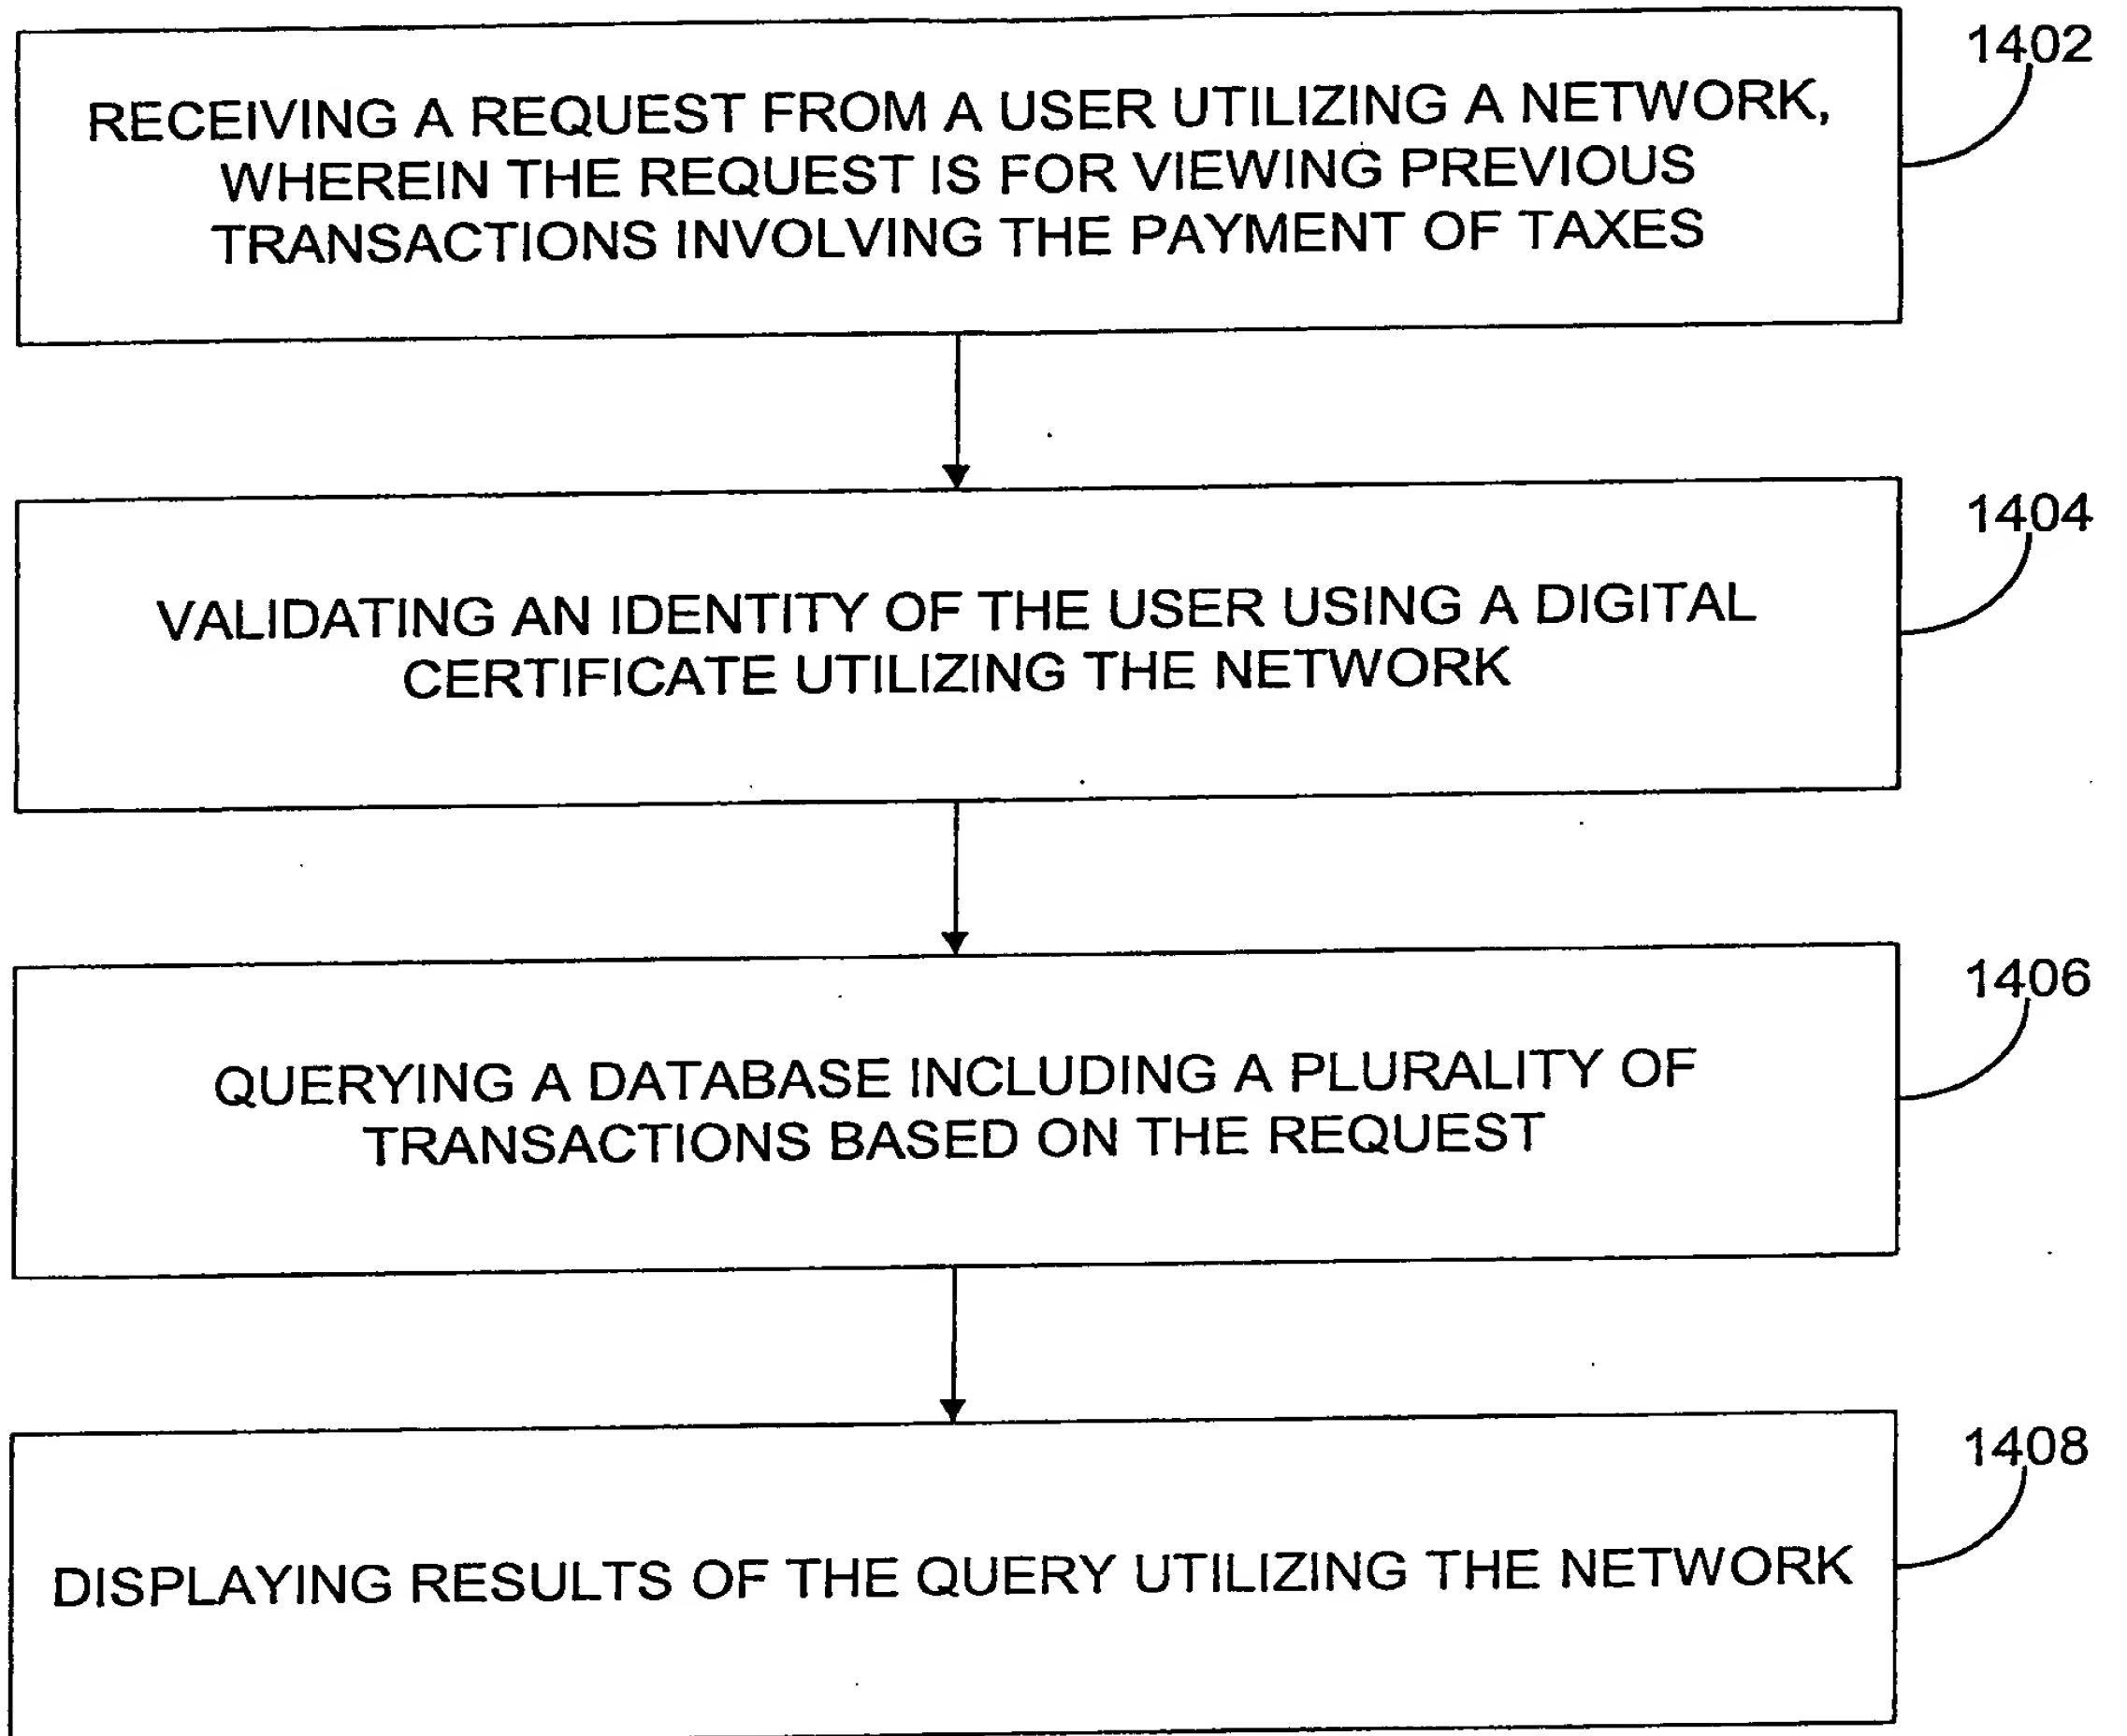 1402
RECEIVING A REQUEST FROM A USER UTILIZING A NETWORK,
WHEREIN THE REQUEST IS FOR VIEWING PREVIOUS
TRANSACTIONS INVOLVING THE PAYMENT OF TAXES
1404
VALIDATING AN IDENTITY OF THE USER USING A DIGITAL
CERTIFICATE UTILIZING THE NETWORK
1406
QUERYING A DATABASE INCLUDING A PLURALITY OF
TRANSACTIONS BASED ON THE REQUEST
1408
DISPLAYING RESULTS OF THE QUERY UTILIZING THE NETWORK